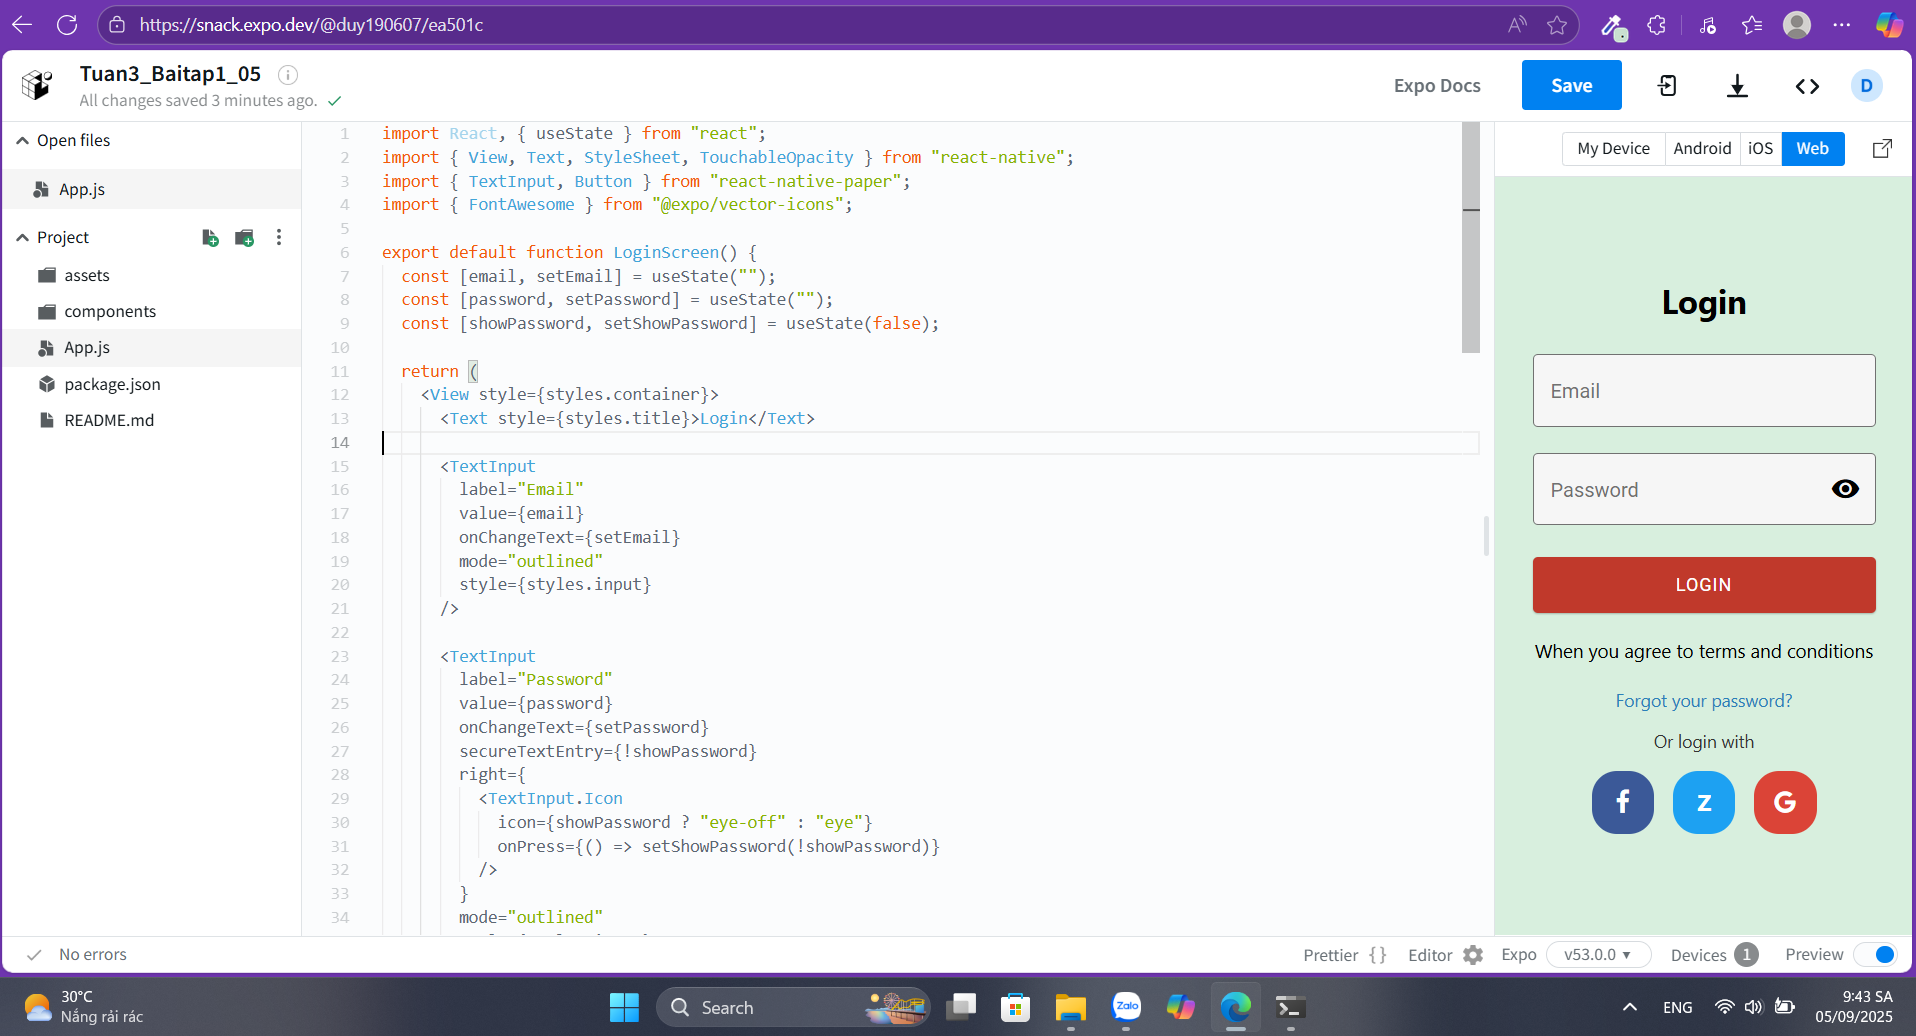 https://snack.expo.dev/@duy190607/ea501c
Tuan3_Baitap1_05
All changes saved 3 minutes ago.
Expo Docs
Save
D
Open files
App.js
Project
assets
components
App.js
package.json
README.md
1 import React, { useState } from "react";
2 import { View, Text, StyleSheet, TouchableOpacity } from "react-native";
3 import { TextInput, Button } from "react-native-paper";
4 import { FontAwesome } from "@expo/vector-icons";
5
6 export default function LoginScreen() {
7 const [email, setEmail] = useState("");
8 const [password, setPassword] = useState("");
9 const [showPassword, setShowPassword] = useState(false);
10
11 return (
12 <View style={styles.container}>
13 <Text style={styles.title}>Login</Text>
14
15 <TextInput
16 label="Email"
17 value={email}
18 onChangeText={setEmail}
19 mode="outlined"
20 style={styles.input}
21 />
22
23 <TextInput
24 label="Password"
25 value={password}
26 onChangeText={setPassword}
27 secureTextEntry={!showPassword}
28 right={
29 <TextInput.Icon
30 icon={showPassword ? "eye-off" : "eye"}
31 onPress={() => setShowPassword(!showPassword)}
32 />
33 }
34 mode="outlined"
My Device Android iOS Web
Login
Email
Password
LOGIN
When you agree to terms and conditions
Forgot your password?
Or login with
f Z G
No errors
Prettier {} Editor Expo v53.0.0 Devices 1 Preview
30°C
Nắng rải rác
Search
Zalo
ENG
9:43 SA
05/09/2025